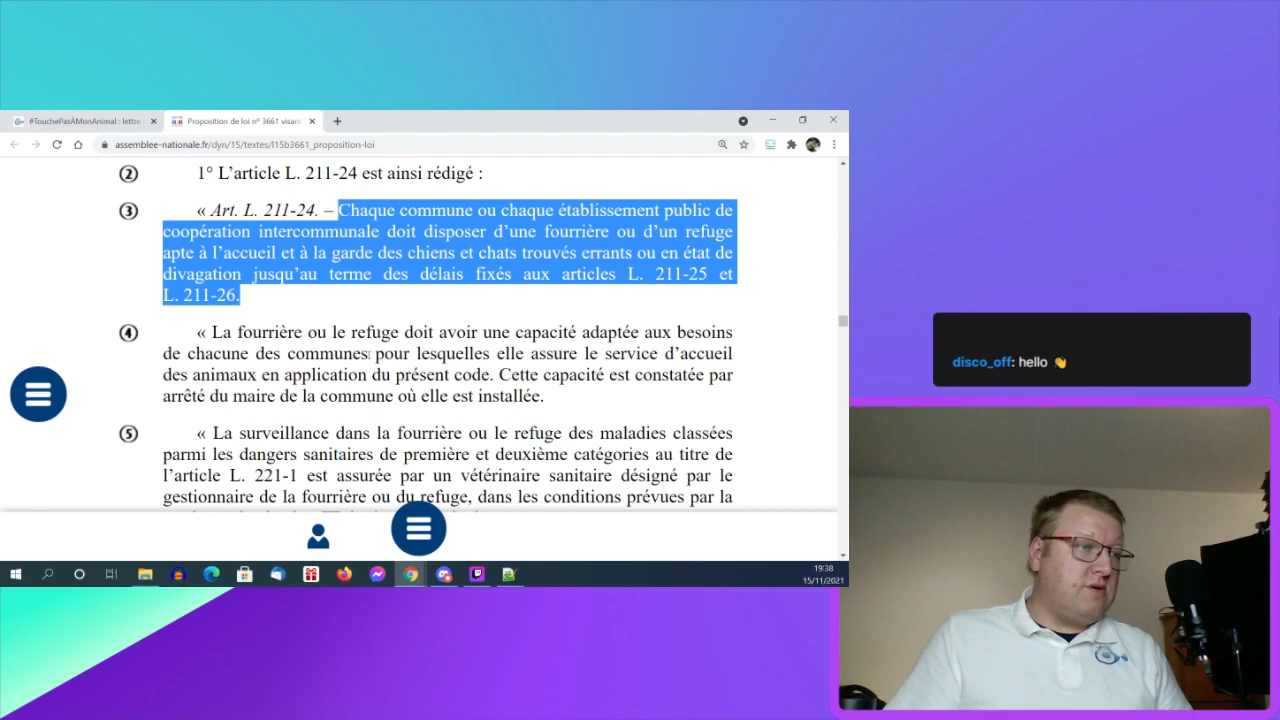 #TouchePasÀMonAnimal : lettre
Proposition de loi nº 3661 visant
assemblee-nationale.fr/dyn/15/textes/l15b3661_proposition-loi
② 1° L’article L. 211-24 est ainsi rédigé :
③ « Art. L. 211-24. – Chaque commune ou chaque établissement public de
coopération intercommunale doit disposer d’une fourrière ou d’un refuge
apte à l’accueil et à la garde des chiens et chats trouvés errants ou en état de
divagation jusqu’au terme des délais fixés aux articles L. 211-25 et
L. 211-26.
④ « La fourrière ou le refuge doit avoir une capacité adaptée aux besoins
de chacune des communes pour lesquelles elle assure le service d’accueil
des animaux en application du présent code. Cette capacité est constatée par
arrêté du maire de la commune où elle est installée.
⑤ « La surveillance dans la fourrière ou le refuge des maladies classées
parmi les dangers sanitaires de première et deuxième catégories au titre de
l’article L. 221-1 est assurée par un vétérinaire sanitaire désigné par le
gestionnaire de la fourrière ou du refuge, dans les conditions prévues par la
19:38
15/11/2021
disco_off: hello 👋